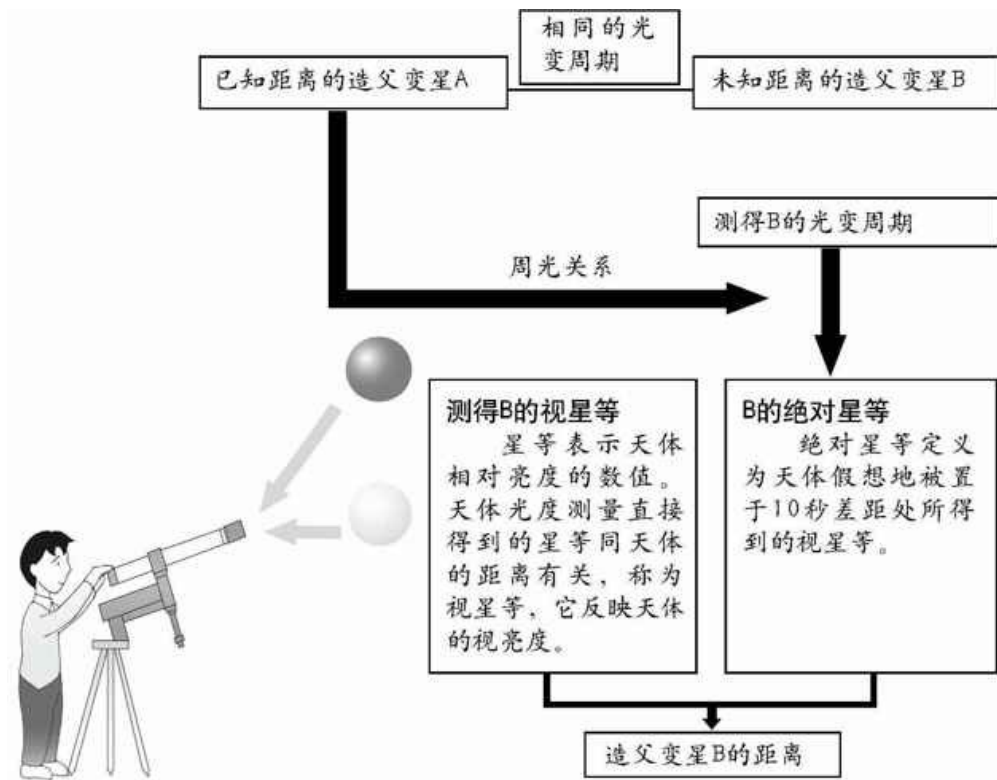 相同的光
变周期
已知距离的造父变星A
未知距离的造父变星B
测得B的光变周期
周光关系
测得B的视星等
星等表示天体
相对亮度的数值。
天体光度测量直接
得到的星等同天体
的距离有关，称为
视星等，它反映天体
的视亮度。
B的绝对星等
绝对星等定义
为天体假想地被置
于10秒差距处所得
到的视星等。
造父变星B的距离